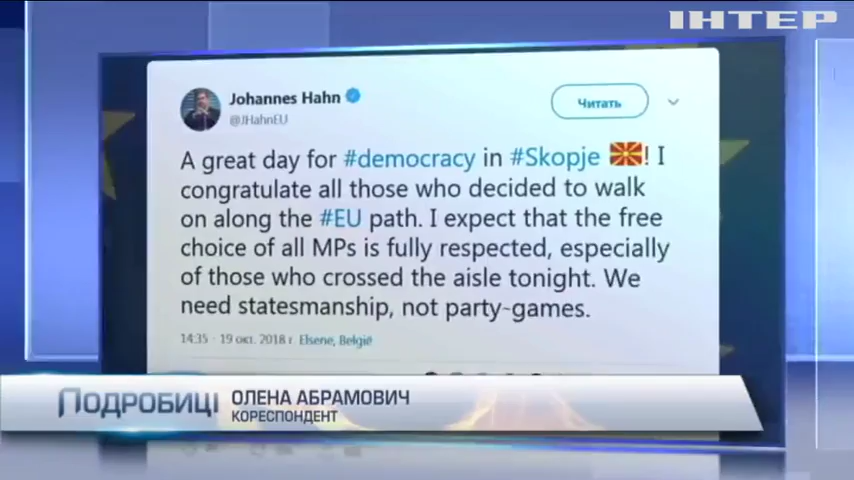 ІНТЕР
Johannes Hahn
@JHahnEU
Читать
A great day for #democracy in #Skopje 🇲🇰! I
congratulate all those who decided to walk
on along the #EU path. I expect that the free
choice of all MPs is fully respected, especially
of those who crossed the aisle tonight. We
need statesmanship, not party-games.
14:35 - 19 окт. 2018 г. Elsene, België
ПОДРОБИЦІ
ОЛЕНА АБРАМОВИЧ
КОРЕСПОНДЕНТ